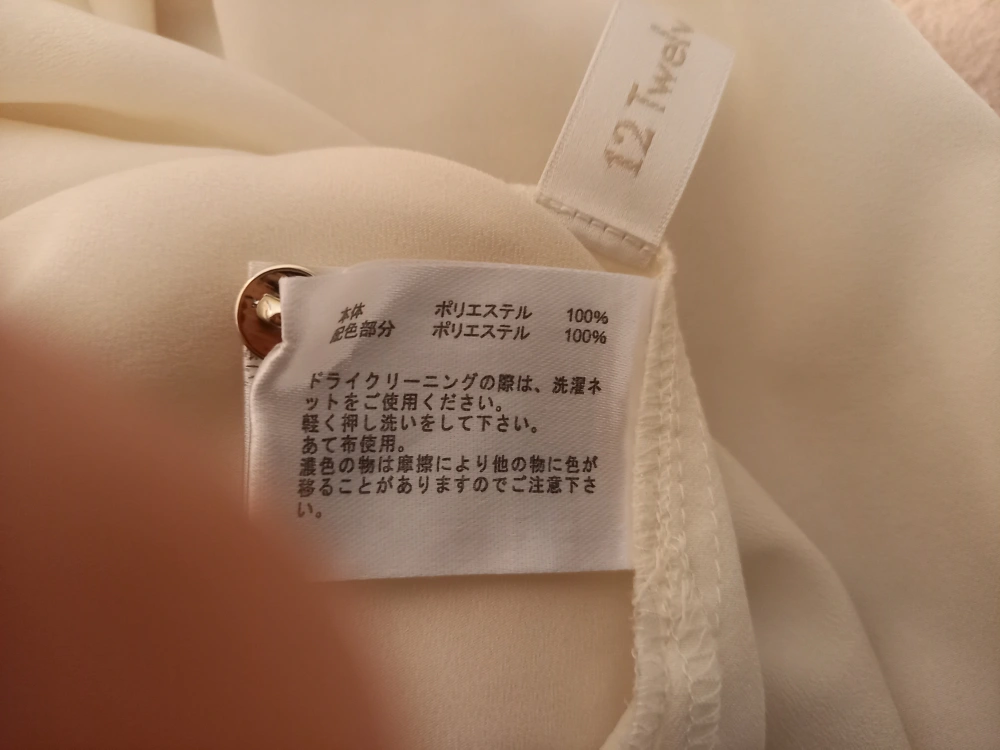 12 Twelv
本体 ポリエステル 100%
配色部分 ポリエステル 100%
ドライクリーニングの際は、洗濯ネ
ットをご使用ください。
軽く押し洗いをして下さい。
あて布使用。
濃色の物は摩擦により他の物に色が
移ることがありますのでご注意下さ
い。